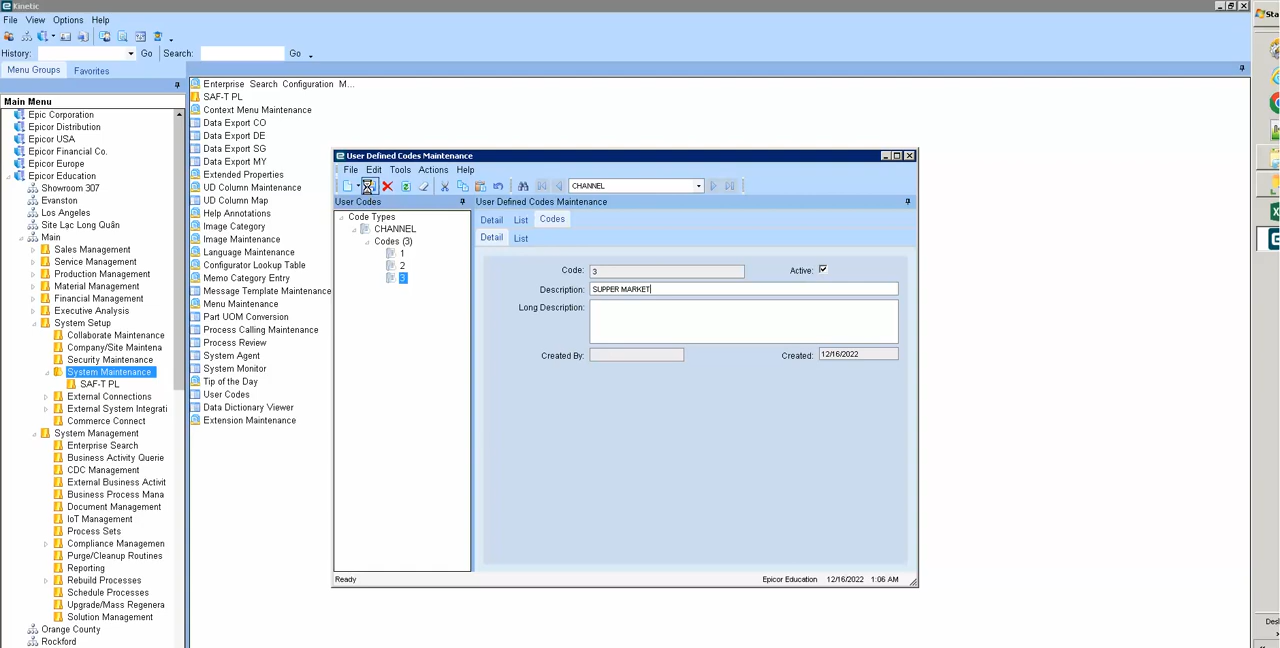 Kinetic
File View Options Help
History: Go Search: Go
Menu Groups Favorites
Main Menu
Epic Corporation
Epicor Distribution
Epicor USA
Epicor Financial Co.
Epicor Europe
Epicor Education
Showroom 307
Evanston
Los Angeles
Site Lạc Long Quân
Main
Sales Management
Service Management
Production Management
Material Management
Financial Management
Executive Analysis
System Setup
Collaborate Maintenance
Company/Site Maintena
Security Maintenance
System Maintenance
SAF-T PL
External Connections
External System Integrati
Commerce Connect
System Management
Enterprise Search
Business Activity Querie
CDC Management
External Business Activit
Business Process Mana
Document Management
IoT Management
Process Sets
Compliance Managemen
Purge/Cleanup Routines
Reporting
Rebuild Processes
Schedule Processes
Upgrade/Mass Regenera
Solution Management
Orange County
Rockford
Enterprise Search Configuration M...
SAF-T PL
Context Menu Maintenance
Data Export CO
Data Export DE
Data Export SG
Data Export MY
Extended Properties
UD Column Maintenance
UD Column Map
Help Annotations
Image Category
Image Maintenance
Language Maintenance
Configurator Lookup Table
Memo Category Entry
Message Template Maintenance
Menu Maintenance
Part UOM Conversion
Process Calling Maintenance
Process Review
System Agent
System Monitor
Tip of the Day
User Codes
Data Dictionary Viewer
Extension Maintenance
User Defined Codes Maintenance
File Edit Tools Actions Help
CHANNEL
User Codes
Code Types
CHANNEL
Codes (3)
1
2
3
User Defined Codes Maintenance
Detail List Codes
Detail List
Code: 3 Active:
Description: SUPPER MARKET
Long Description:
Created By: Created: 12/16/2022
Ready Epicor Education 12/16/2022 1:06 AM
Sta
Des